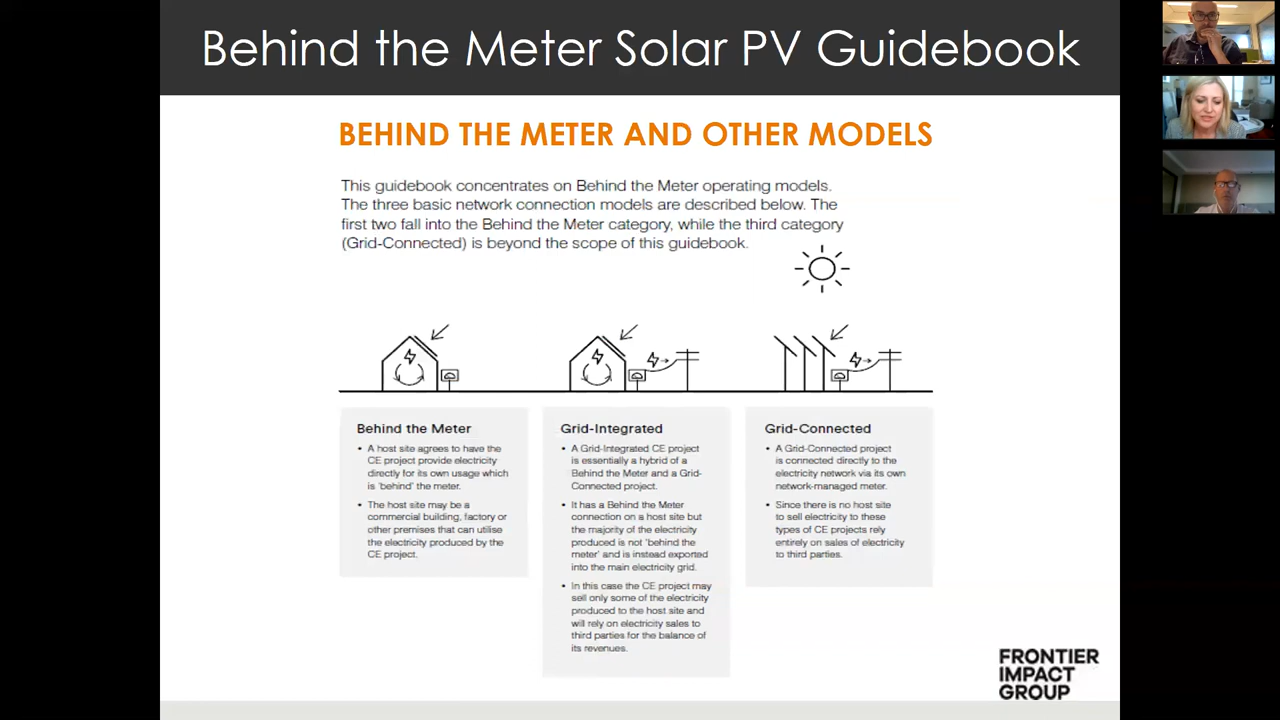 Behind the Meter Solar PV Guidebook
BEHIND THE METER AND OTHER MODELS
This guidebook concentrates on Behind the Meter operating models.
The three basic network connection models are described below. The
first two fall into the Behind the Meter category, while the third category
(Grid-Connected) is beyond the scope of this guidebook.
Behind the Meter
• A host site agrees to have the
CE project provide electricity
directly for its own usage which
is 'behind' the meter.
• The host site may be a
commercial building, factory or
other premises that can utilise
the electricity produced by the
CE project.
Grid-Integrated
• A Grid-Integrated CE project
is essentially a hybrid of a
Behind the Meter and a Grid-
Connected project.
• It has a Behind the Meter
connection on a host site but
the majority of the electricity
produced is not 'behind the
meter' and is instead exported
into the main electricity grid.
• In this case the CE project may
sell only some of the electricity
produced to the host site and
will rely on electricity sales to
third parties for the balance of
its revenues.
Grid-Connected
• A Grid-Connected project
is connected directly to the
electricity network via its own
network-managed meter.
• Since there is no host site
to sell electricity to these
types of CE projects rely
entirely on sales of electricity
to third parties.
FRONTIER
IMPACT
GROUP